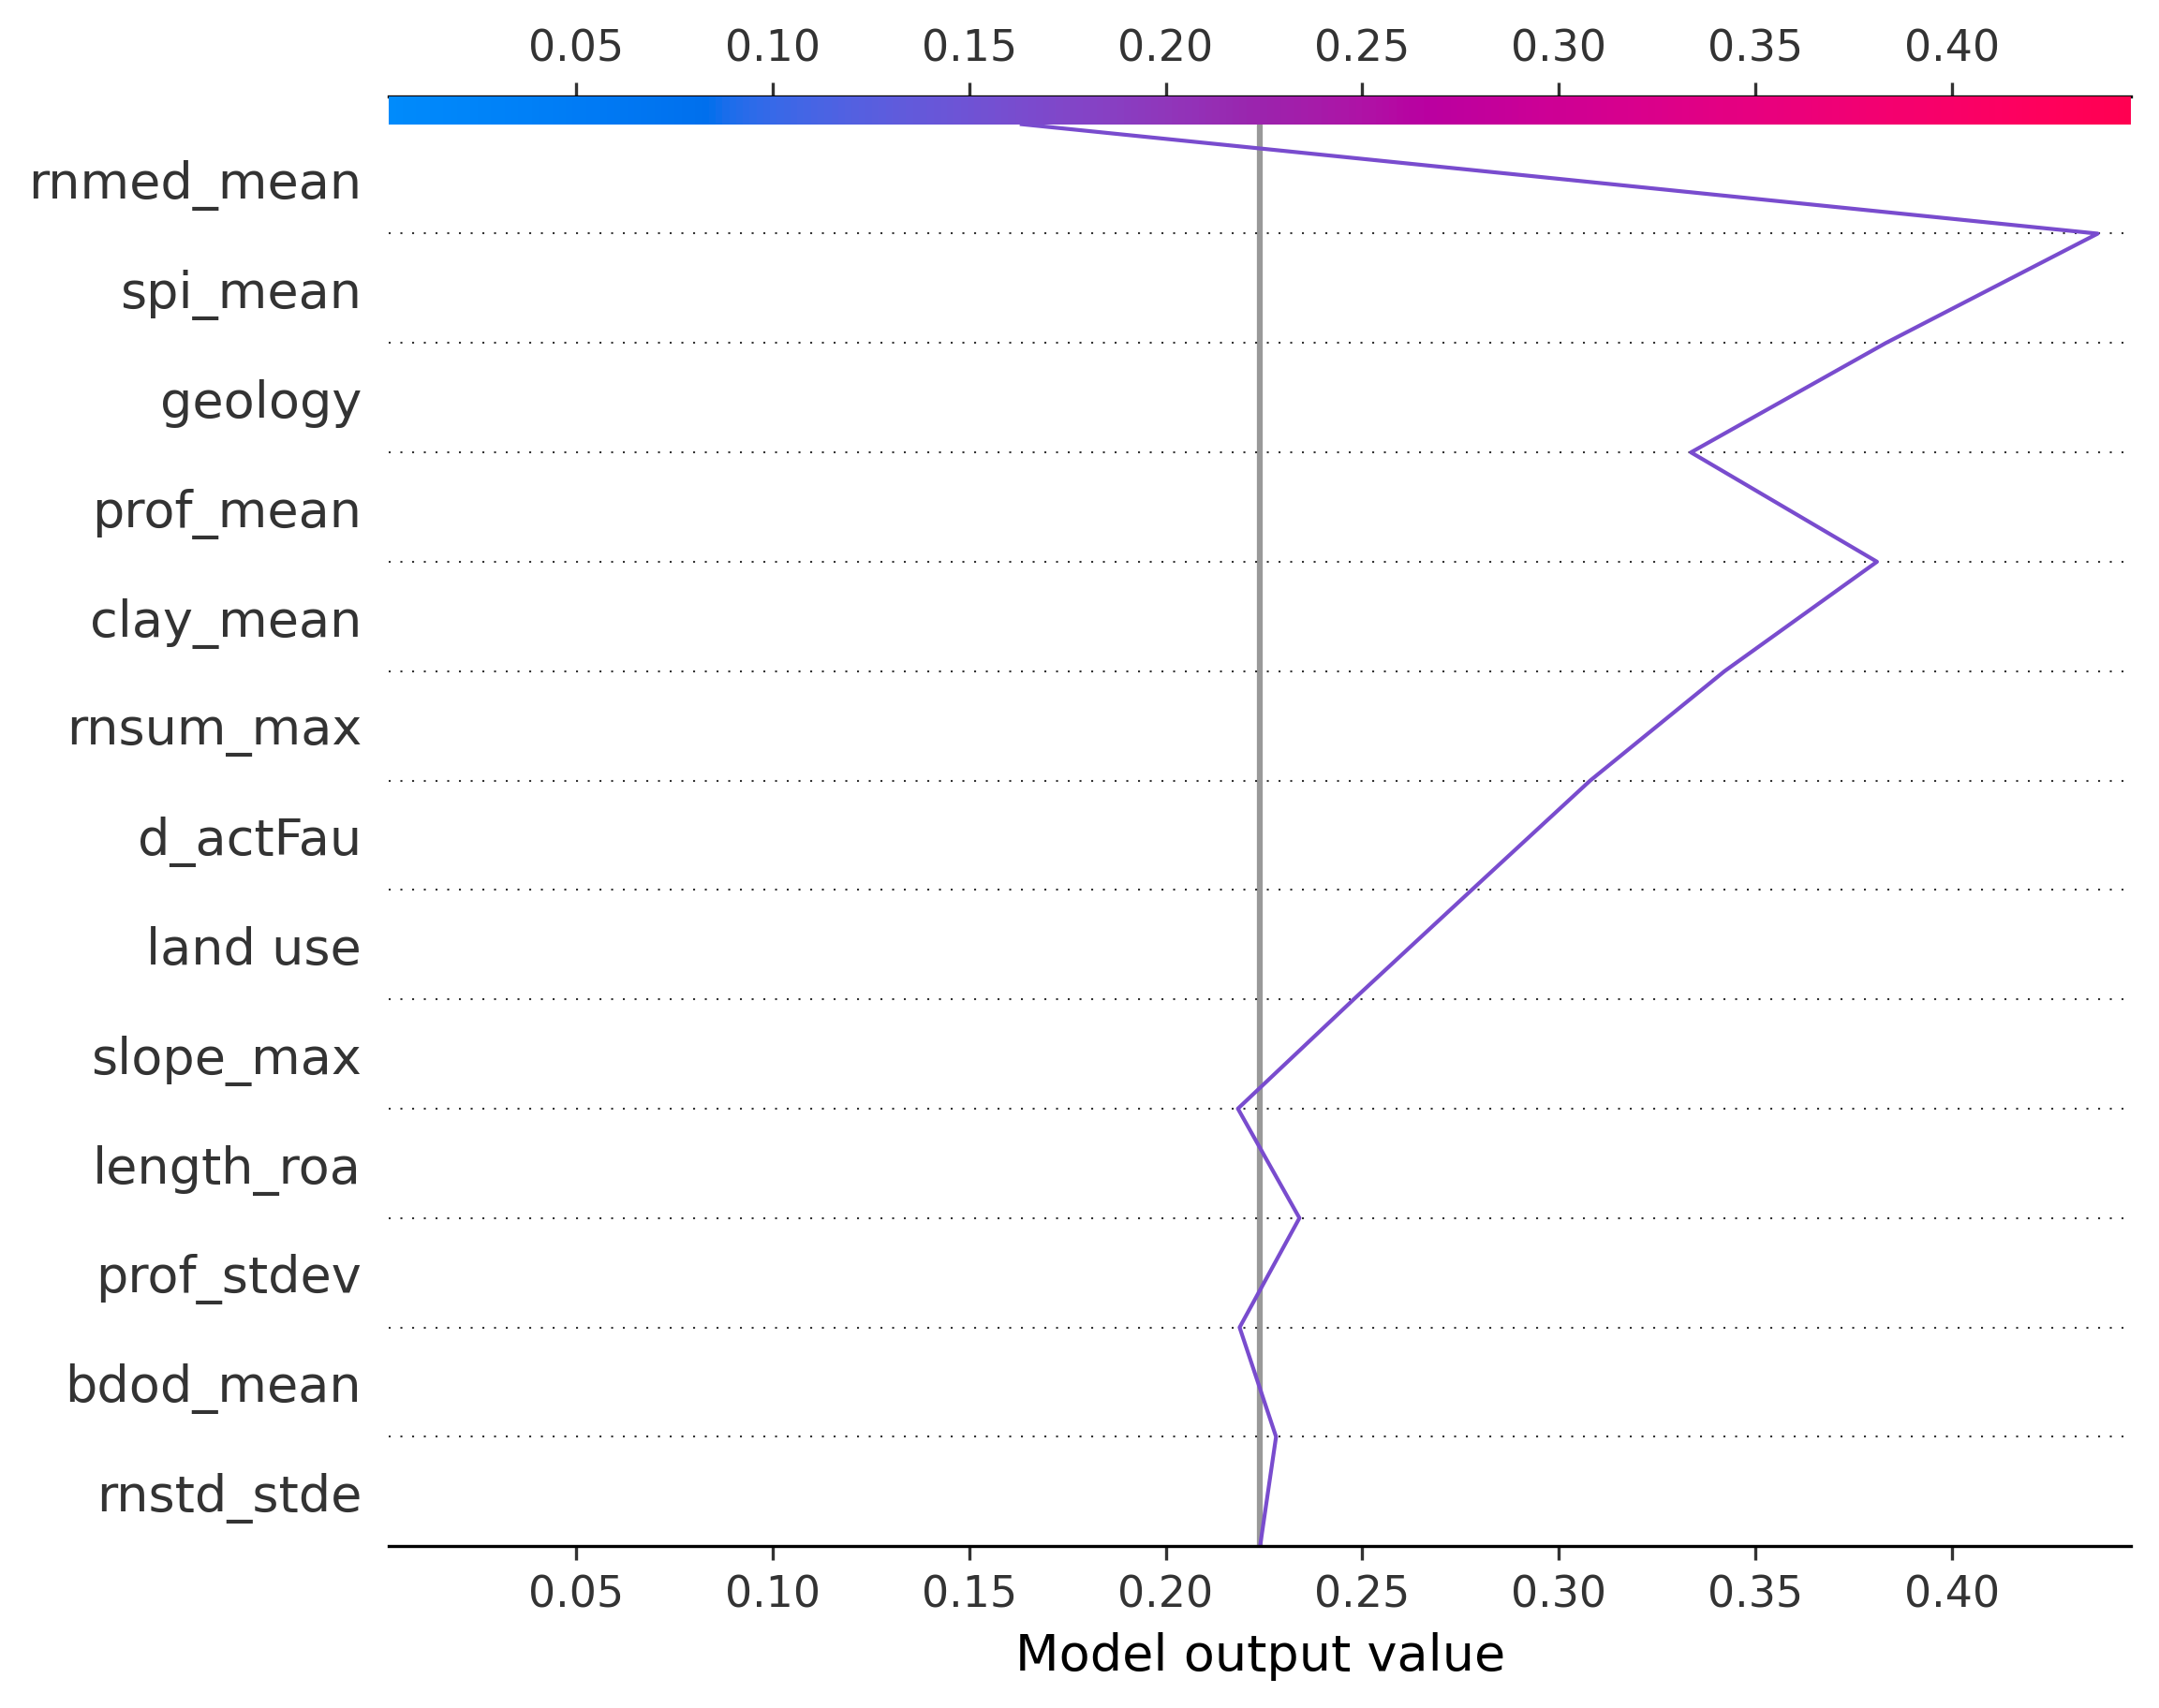 0.05 0.10 0.15 0.20 0.25 0.30 0.35 0.40
rnmed_mean
spi_mean
geology
prof_mean
clay_mean
rnsum_max
d_actFau
land use
slope_max
length_roa
prof_stdev
bdod_mean
rnstd_stde
0.05 0.10 0.15 0.20 0.25 0.30 0.35 0.40
Model output value